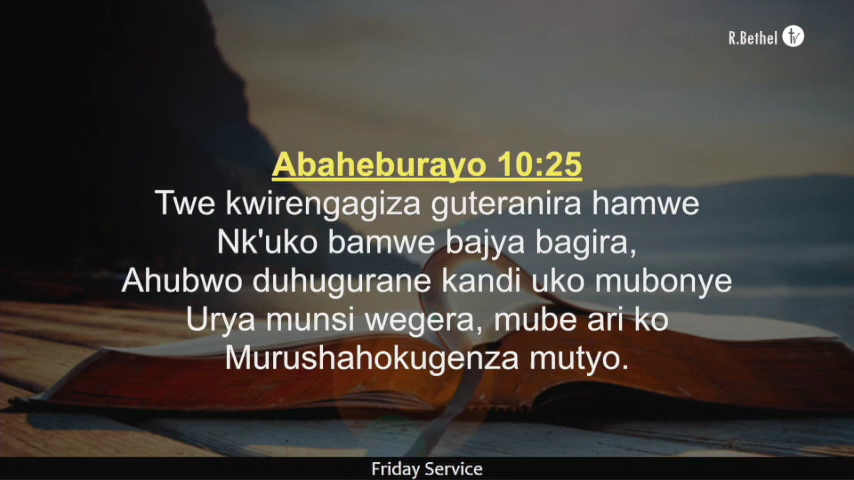 R.Bethel tv
Abaheburayo 10:25
Twe kwirengagiza guteranira hamwe
Nk'uko bamwe bajya bagira,
Ahubwo duhugurane kandi uko mubonye
Urya munsi wegera, mube ari ko
Murushahokugenza mutyo.
Friday Service